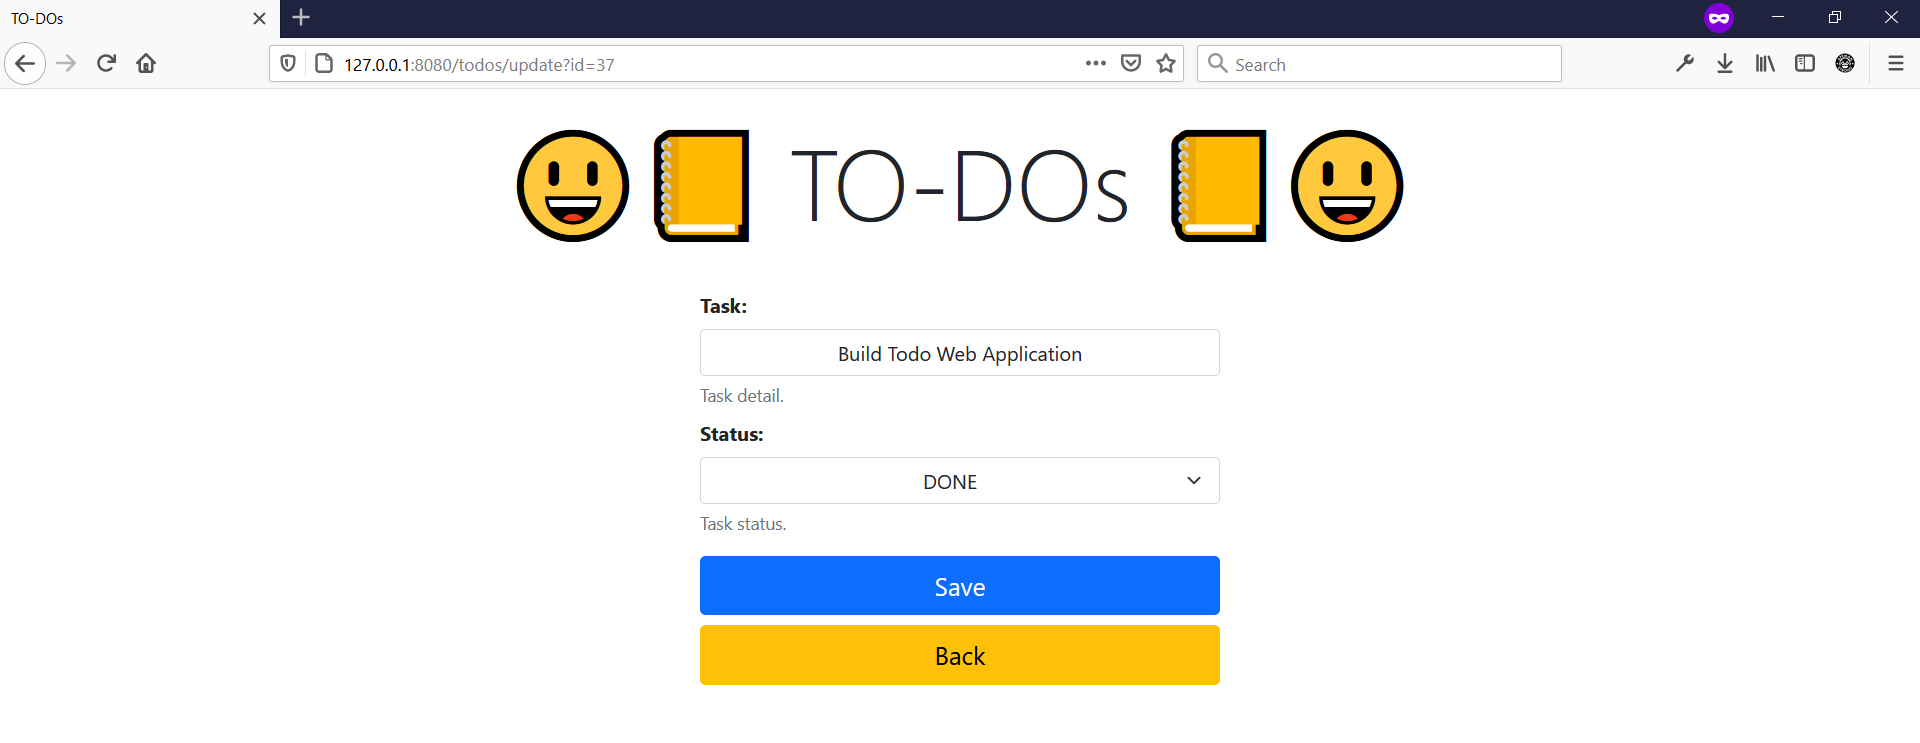 TO-DOs
127.0.0.1:8080/todos/update?id=37
Search
TO-DOs
Task:
Build Todo Web Application
Task detail.
Status:
DONE
Task status.
Save
Back